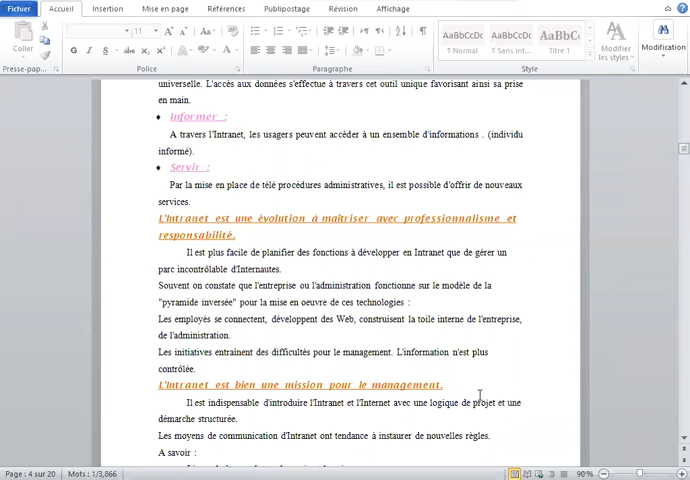 Fichier Accueil Mise en page Références Publipostage Révision Affichage
11
Coller
G I S
AaBbCcDc AaBbCcDc AaBbC
¶ Normal ¶ Sans int... Titre 1
Modifier les styles
Modification
Presse-pap... Police Paragraphe Style
universelle. L'accès aux données s'effectue à travers cet outil unique favorisant ainsi sa prise
en main.
♦ Informer :
A travers l'Intranet, les usagers peuvent accéder à un ensemble d'informations . (individu
informé).
♦ Servir :
Par la mise en place de télé procédures administratives, il est possible d'offrir de nouveaux
services.
L'Intranet est une évolution à maîtriser avec professionnalisme et
responsabilité.
Il est plus facile de planifier des fonctions à développer en Intranet que de gérer un
parc incontrôlable d'Internautes.
Souvent on constate que l'entreprise ou l'administration fonctionne sur le modèle de la
"pyramide inversée" pour la mise en oeuvre de ces technologies :
Les employés se connectent, développent des Web, construisent la toile interne de l'entreprise,
de l'administration.
Les initiatives entraînent des difficultés pour le management. L'information n'est plus
contrôlée.
L'Intranet est bien une mission pour le management.
Il est indispensable d'introduire l'Intranet et l'Internet avec une logique de projet et une
démarche structurée.
Les moyens de communication d'Intranet ont tendance à instaurer de nouvelles règles.
A savoir :
Page : 4 sur 20 Mots : 1/3,866 90 %